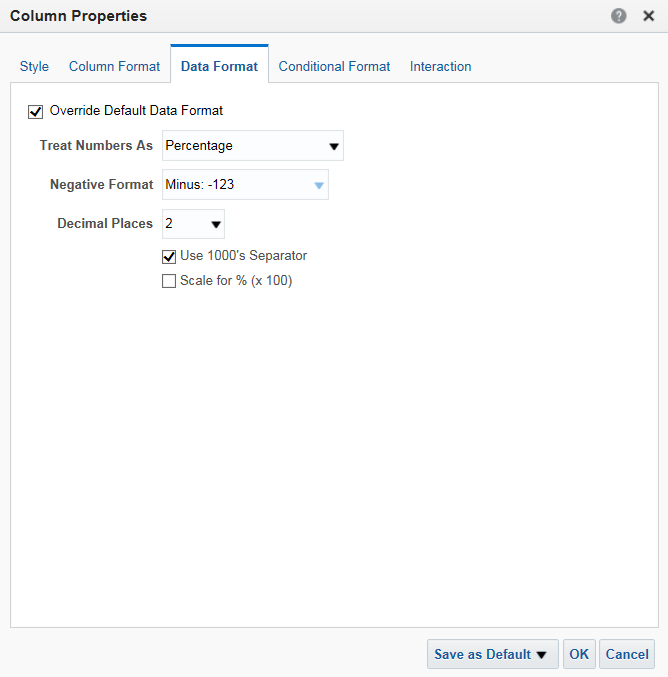 Column Properties
Style Column Format Data Format Conditional Format Interaction
Override Default Data Format
Treat Numbers As Percentage
Negative Format Minus: -123
Decimal Places 2
Use 1000's Separator
Scale for % (x 100)
Save as Default OK Cancel